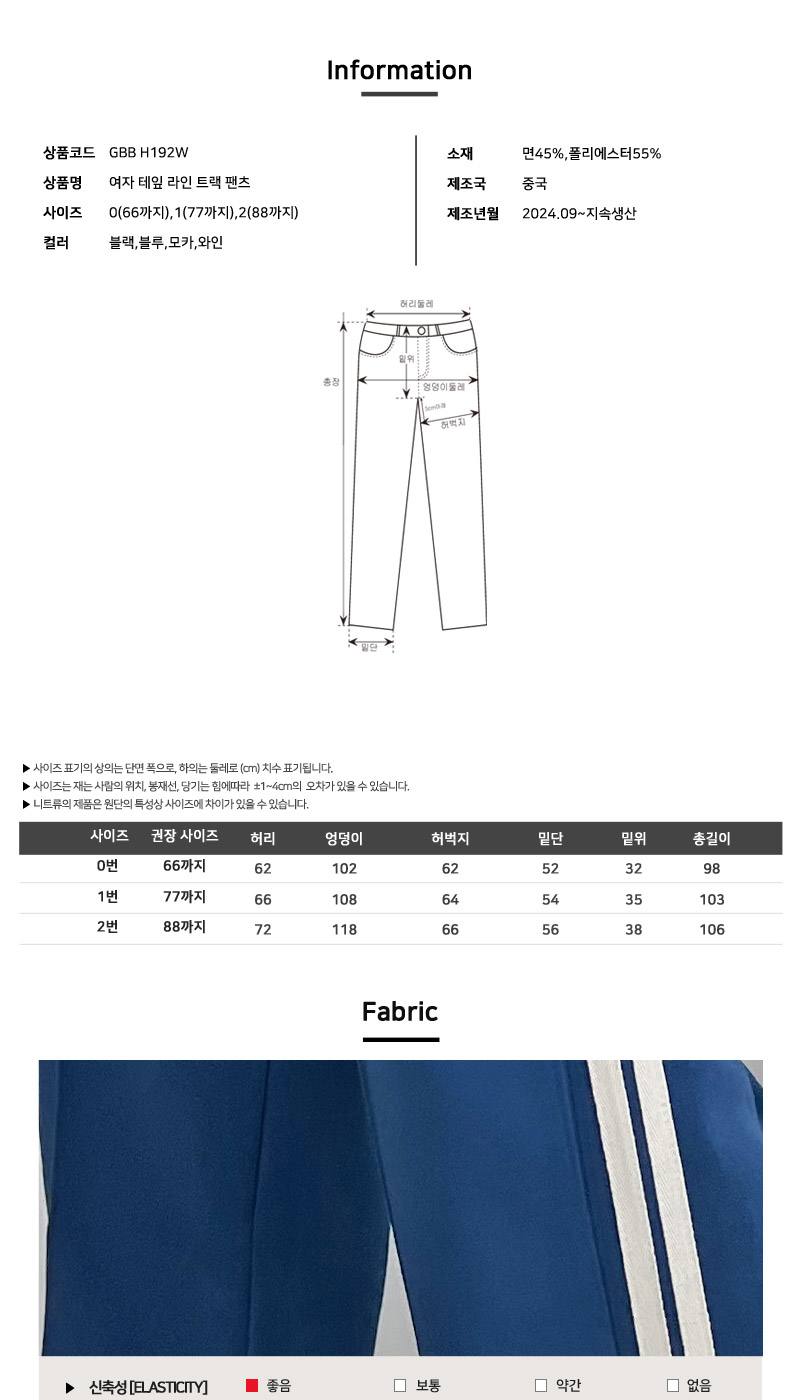 Information
상품코드 GBB H192W
상품명 여자 테잎 라인 트랙 팬츠
사이즈 0(66까지),1(77까지),2(88까지)
컬러 블랙,블루,모카,와인
소재 면45%,폴리에스터55%
제조국 중국
제조년월 2024.09~지속생산
허리둘레
밑위
총장
엉덩이둘레
5cm아래
허벅지
밑단
▶ 사이즈 표기의 상의는 단면 폭으로, 하의는 둘레로 (cm) 치수 표기됩니다.
▶ 사이즈는 재는 사람의 위치, 봉재선, 당기는 힘에따라 ±1~4cm의 오차가 있을 수 있습니다.
▶ 니트류의 제품은 원단의 특성상 사이즈에 차이가 있을 수 있습니다.
사이즈 권장 사이즈 허리 엉덩이 허벅지 밑단 밑위 총길이
0번 66까지 62 102 62 52 32 98
1번 77까지 66 108 64 54 35 103
2번 88까지 72 118 66 56 38 106
Fabric
▶ 신축성 [ELASTICITY] 좋음 보통 약간 없음